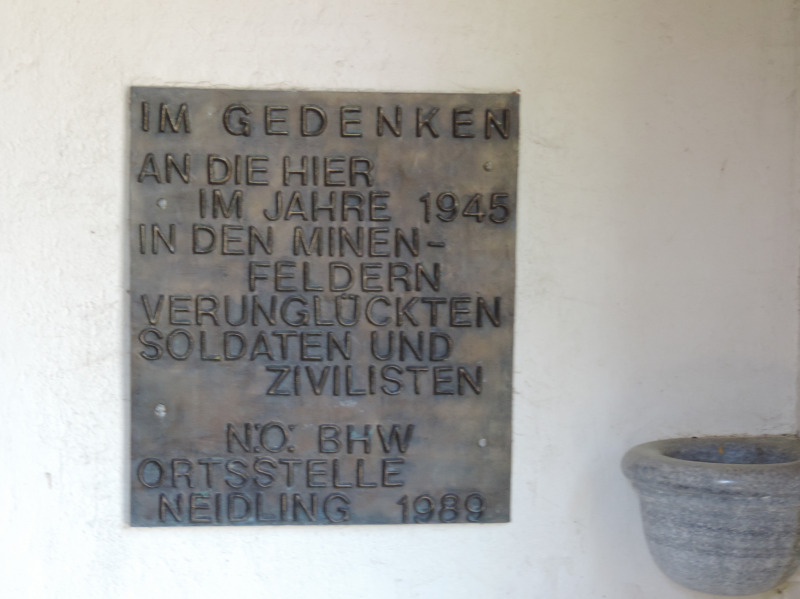 IM GEDENKEN
AN DIE HIER
IM JAHRE 1945
IN DEN MINEN-
FELDERN
VERUNGLÜCKTEN
SOLDATEN UND
ZIVILISTEN
N.Ö. BHW
ORTSSTELLE
NEIDLING 1989